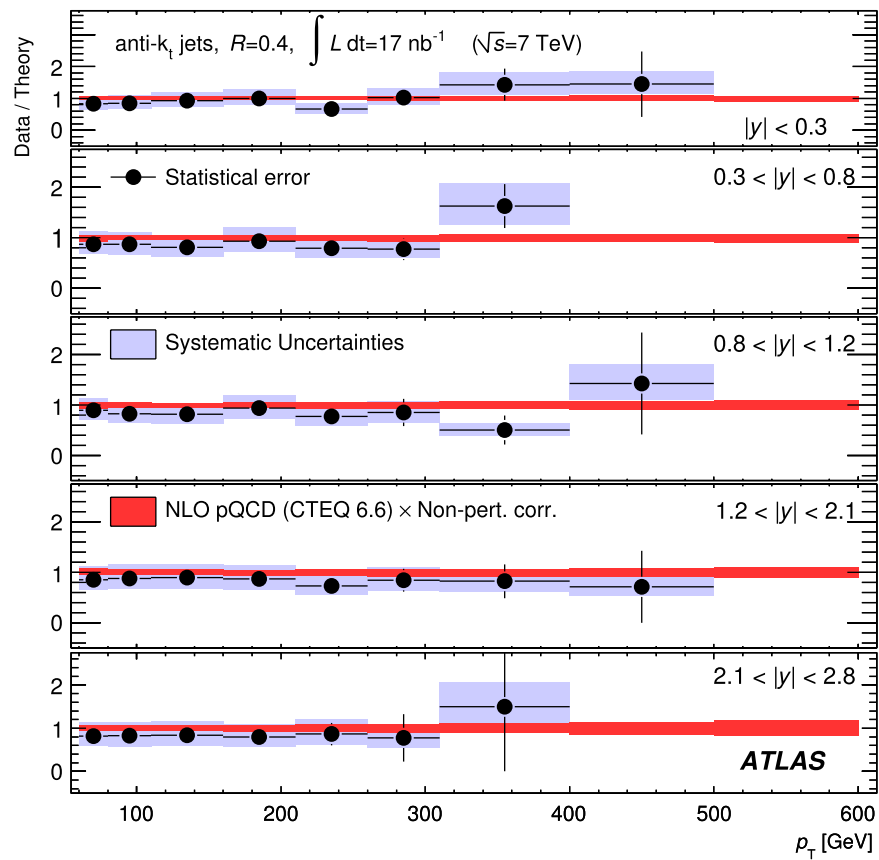 anti-kt jets, R=0.4, ∫ L dt=17 nb-1 (√s=7 TeV)
Data / Theory
2
1
0
|y| < 0.3
Statistical error
0.3 < |y| < 0.8
2
1
0
Systematic Uncertainties
0.8 < |y| < 1.2
2
1
0
NLO pQCD (CTEQ 6.6) × Non-pert. corr.
1.2 < |y| < 2.1
2
1
0
2.1 < |y| < 2.8
2
1
0
ATLAS
100 200 300 400 500 600
pT [GeV]